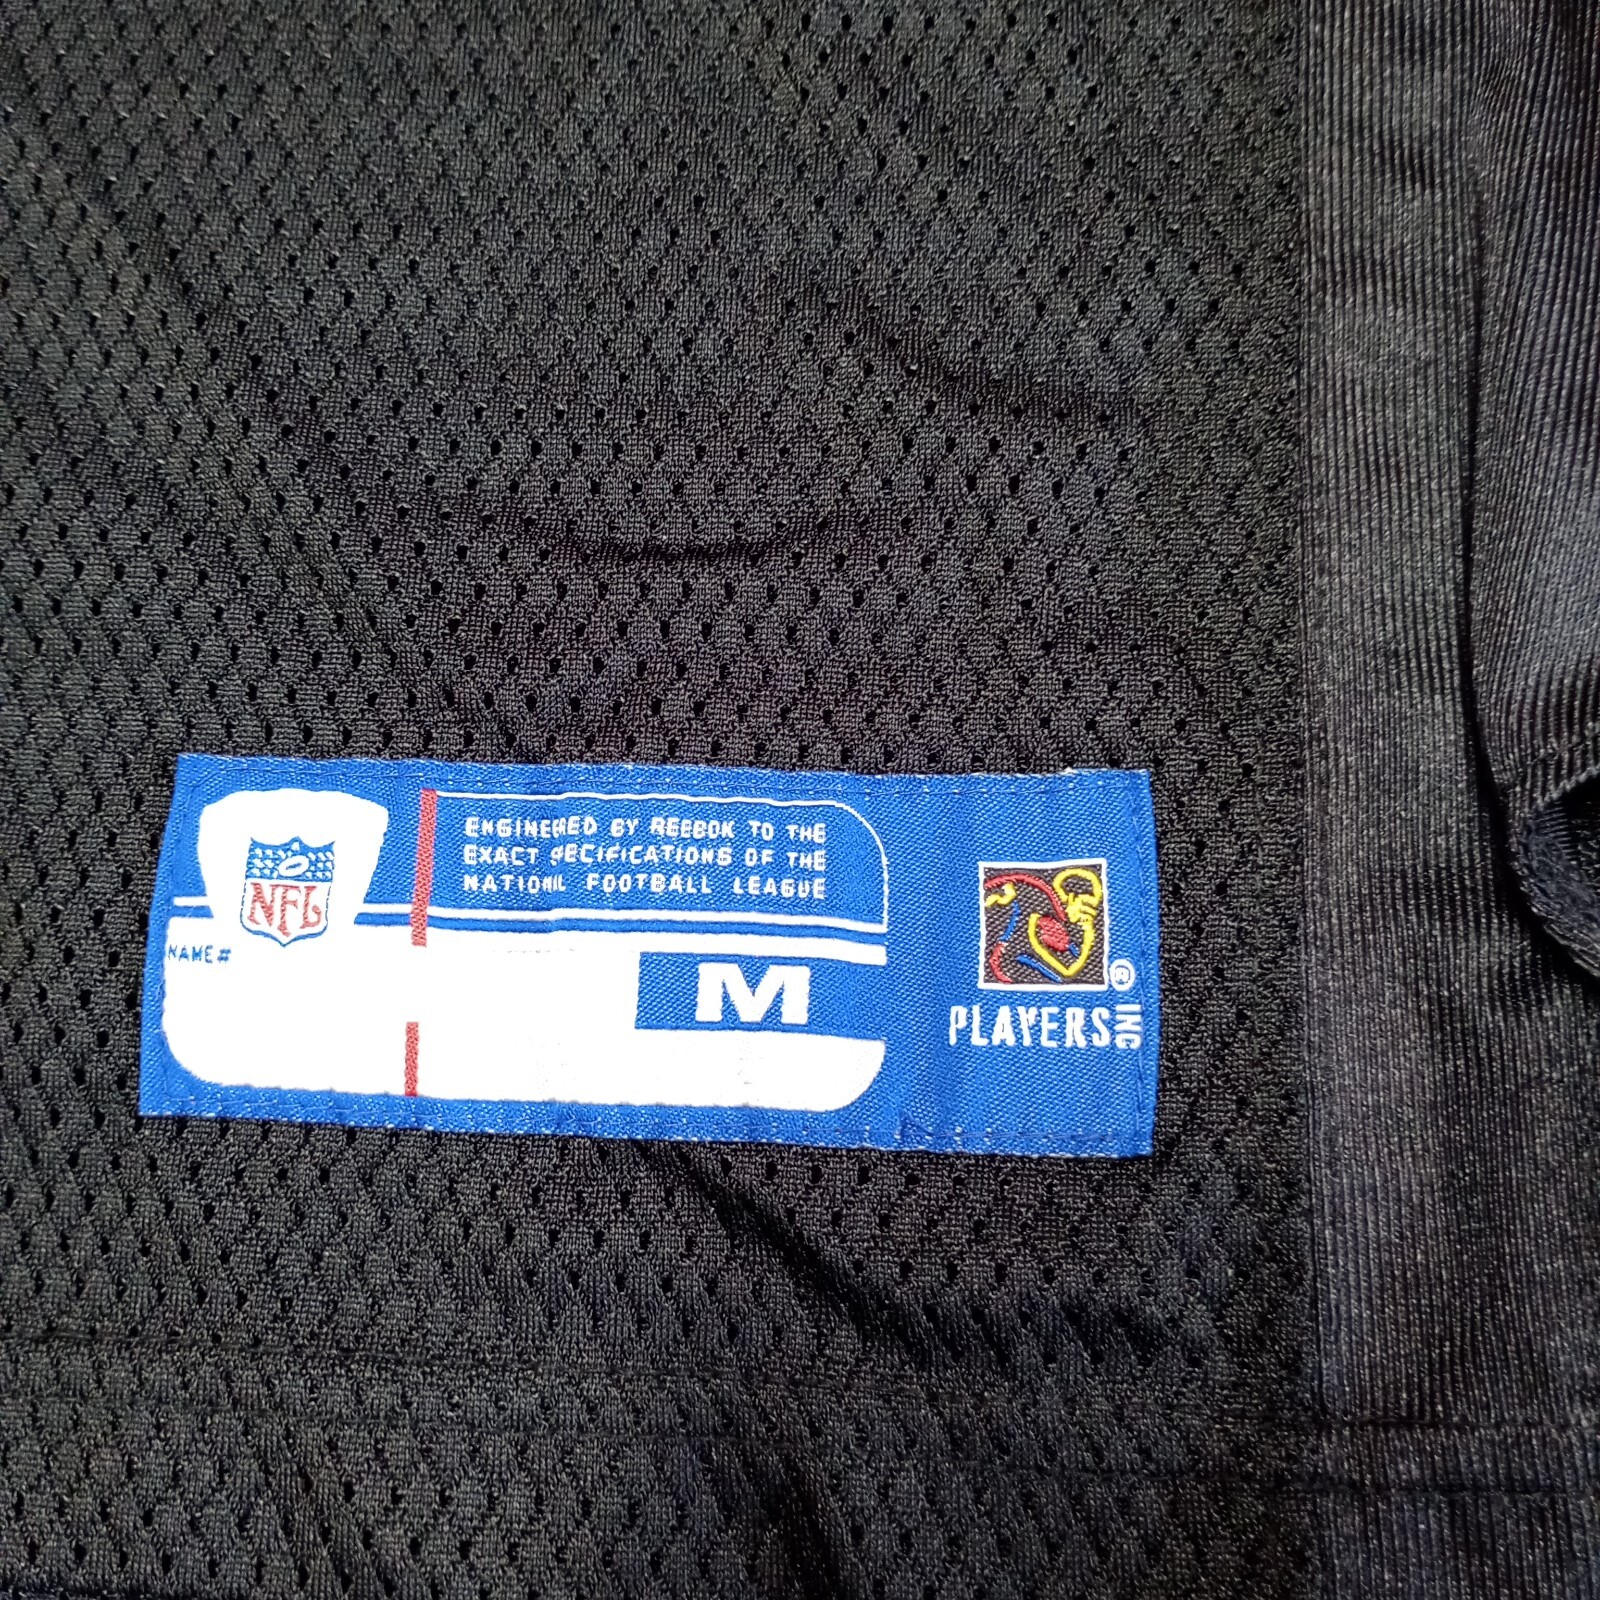 ENGINEERED BY REEBOK TO THE
EXACT SPECIFICATIONS OF THE
NATIONAL FOOTBALL LEAGUE
NFL
NAME #
M
PLAYERS INC
®